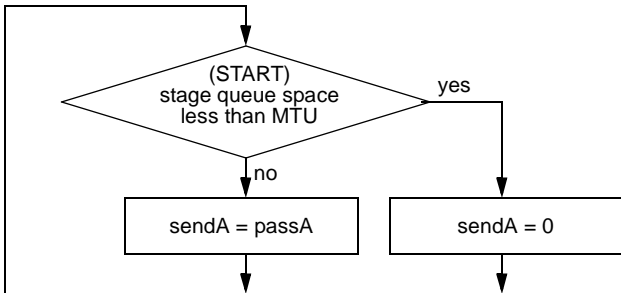 (START)
stage queue space
less than MTU
yes
no
sendA = passA
sendA = 0